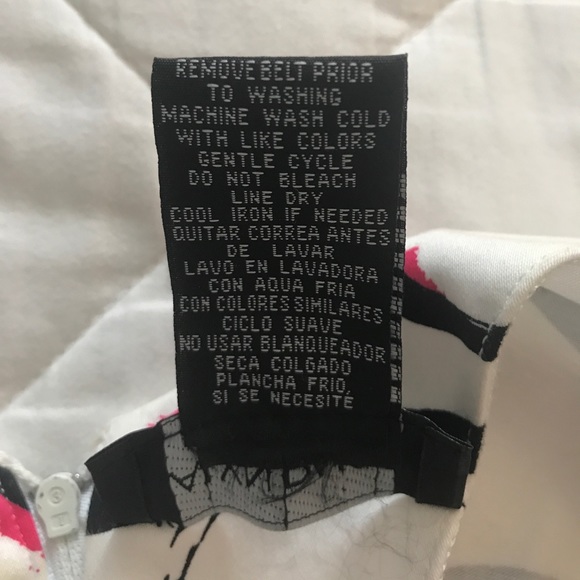 REMOVE BELT PRIOR
TO WASHING
MACHINE WASH COLD
WITH LIKE COLORS
GENTLE CYCLE
DO NOT BLEACH
LINE DRY
COOL IRON IF NEEDED
QUITAR CORREA ANTES
DE LAVAR
LAVO EN LAVADORA
CON AQUA FRIA
CON COLORES SIMILARES
CICLO SUAVE
NO USAR BLANQUEADOR
SECA COLGADO
PLANCHA FRIO,
SI SE NECESITÉ